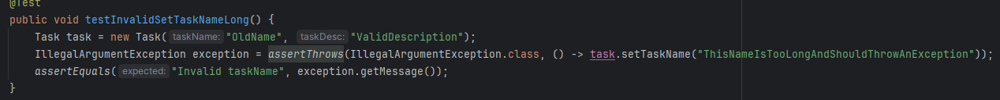 @Test
public void testInvalidSetTaskNameLong() {
Task task = new Task( taskName: "OldName", taskDesc: "ValidDescription");
IllegalArgumentException exception = assertThrows(IllegalArgumentException.class, () -> task.setTaskName("ThisNameIsTooLongAndShouldThrowAnException"));
assertEquals( expected: "Invalid taskName", exception.getMessage());
}